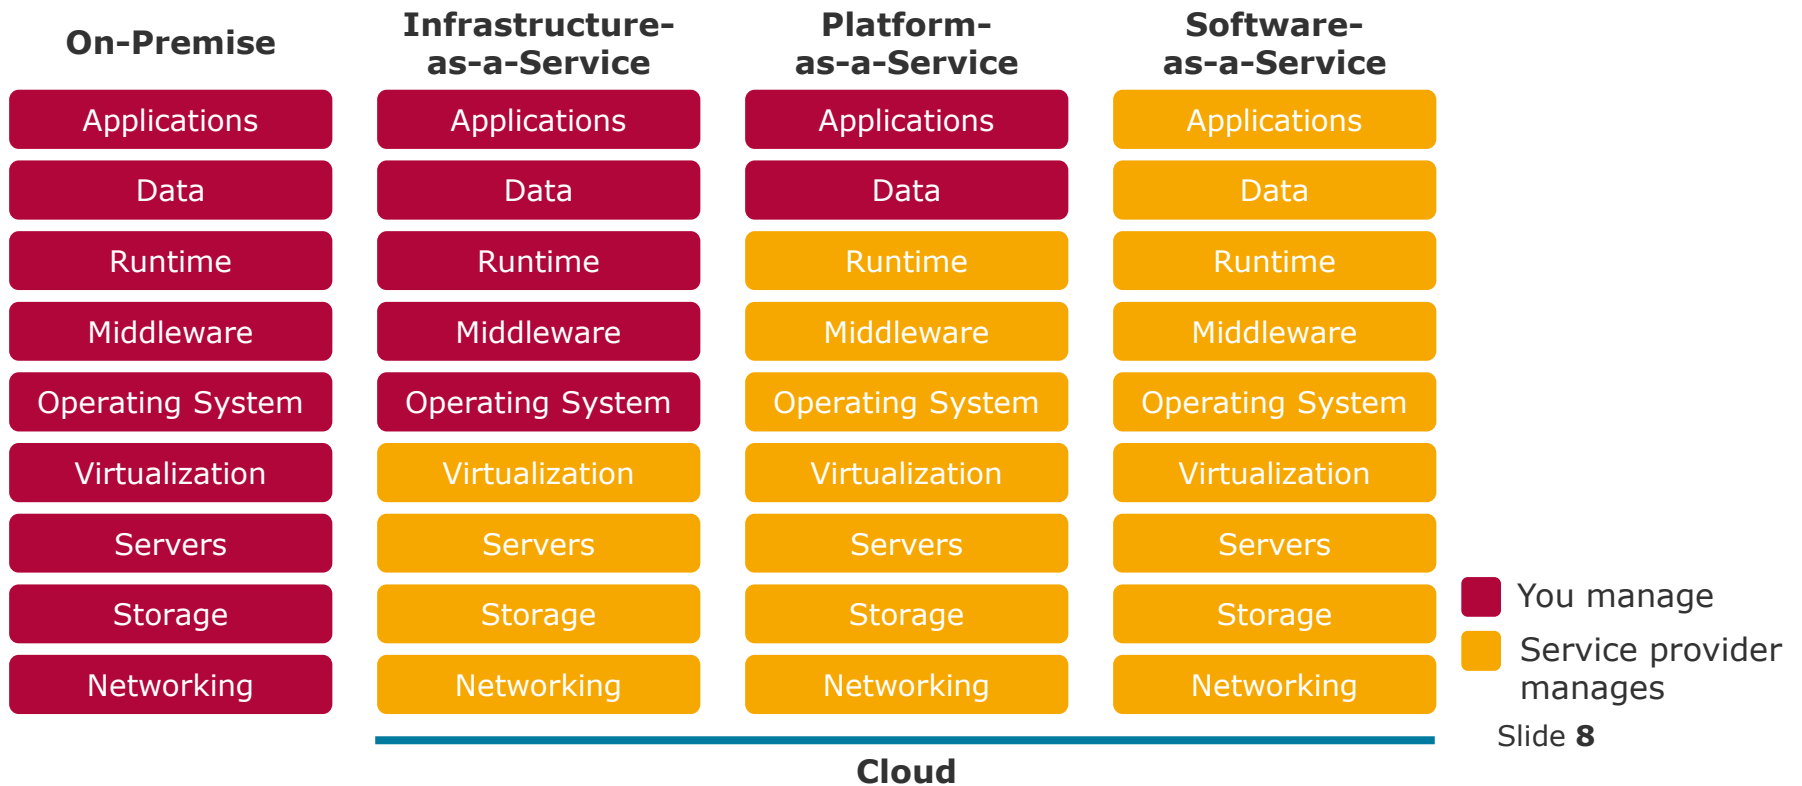 On-Premise
Infrastructure-
as-a-Service
Platform-
as-a-Service
Software-
as-a-Service
Applications
Data
Runtime
Middleware
Operating System
Virtualization
Servers
Storage
Networking
Applications
Data
Runtime
Middleware
Operating System
Virtualization
Servers
Storage
Networking
Applications
Data
Runtime
Middleware
Operating System
Virtualization
Servers
Storage
Networking
Applications
Data
Runtime
Middleware
Operating System
Virtualization
Servers
Storage
Networking
You manage
Service provider
manages
Slide 8
Cloud